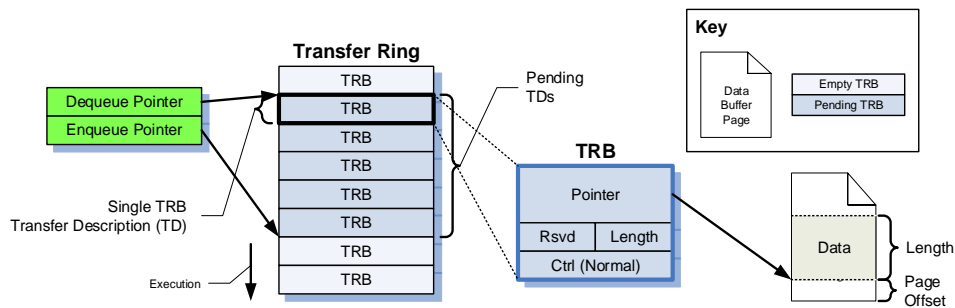 Key
Data
Buffer
Page
Empty TRB
Pending TRB
Transfer Ring
TRB
TRB
TRB
TRB
TRB
TRB
TRB
TRB
Dequeue Pointer
Enqueue Pointer
Single TRB
Transfer Description (TD)
Execution
Pending
TDs
TRB
Pointer
Rsvd
Length
Ctrl (Normal)
Data
Length
Page
Offset